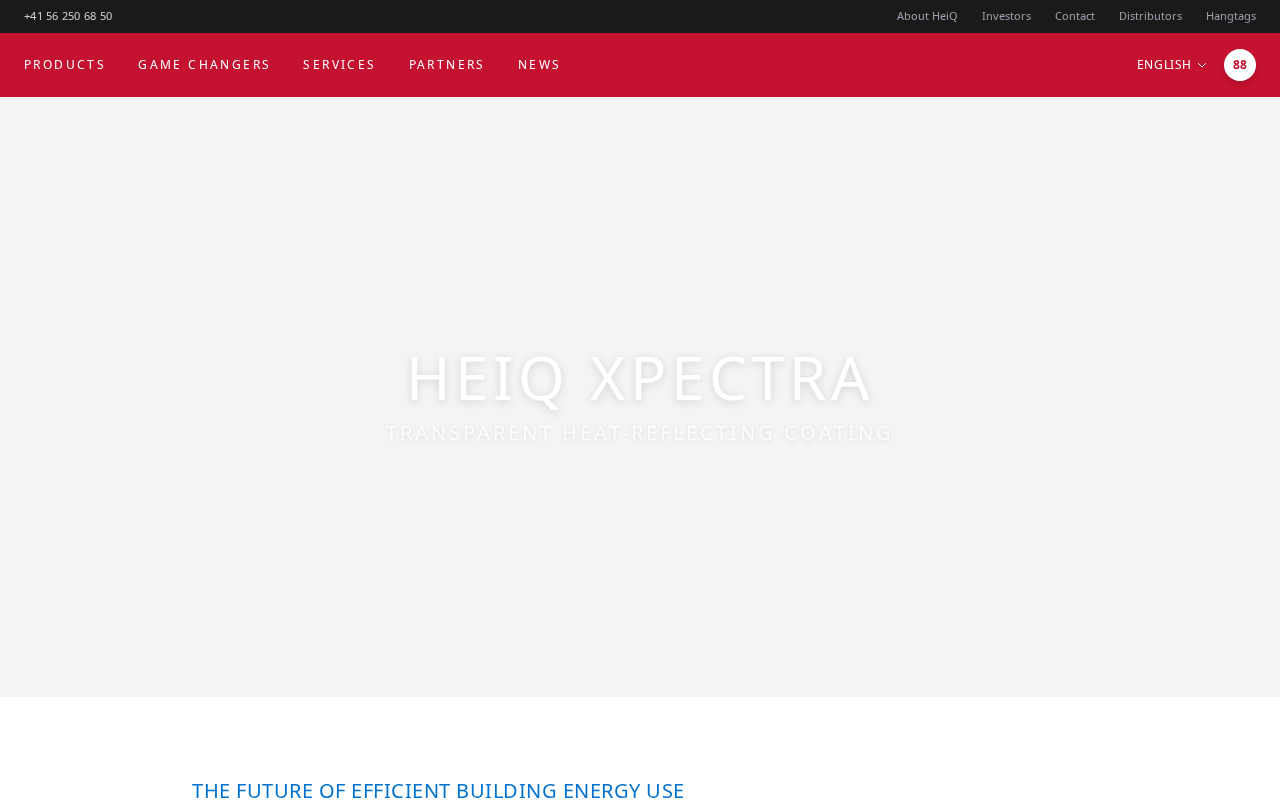 +41 56 250 68 50
About HeiQ Investors Contact Distributors Hangtags
PRODUCTS GAME CHANGERS SERVICES PARTNERS NEWS
ENGLISH 88
HEIQ XPECTRA
TRANSPARENT HEAT-REFLECTING COATING
THE FUTURE OF EFFICIENT BUILDING ENERGY USE